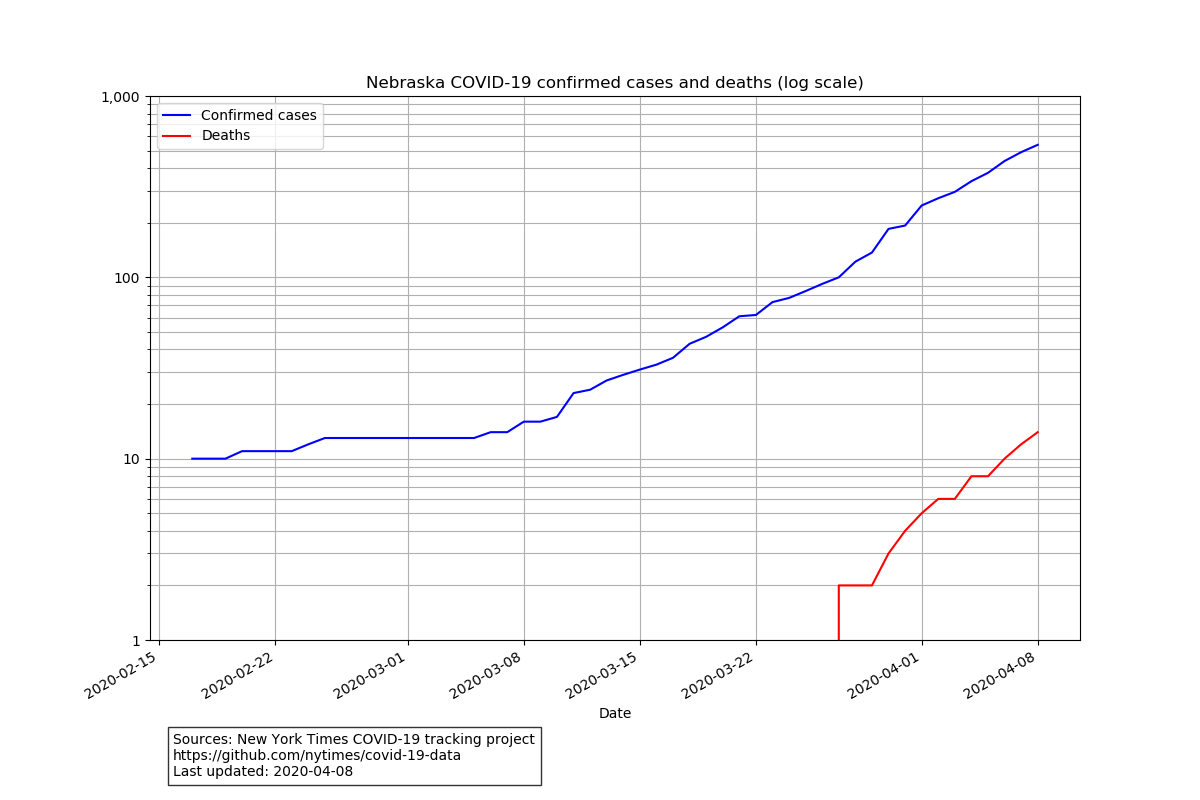 Nebraska COVID-19 confirmed cases and deaths (log scale)
1,000
Confirmed cases
Deaths
100
10
1
2020-02-15
2020-02-22
2020-03-01
2020-03-08
2020-03-15
2020-03-22
2020-04-01
2020-04-08
Date
Sources: New York Times COVID-19 tracking project
https://github.com/nytimes/covid-19-data
Last updated: 2020-04-08